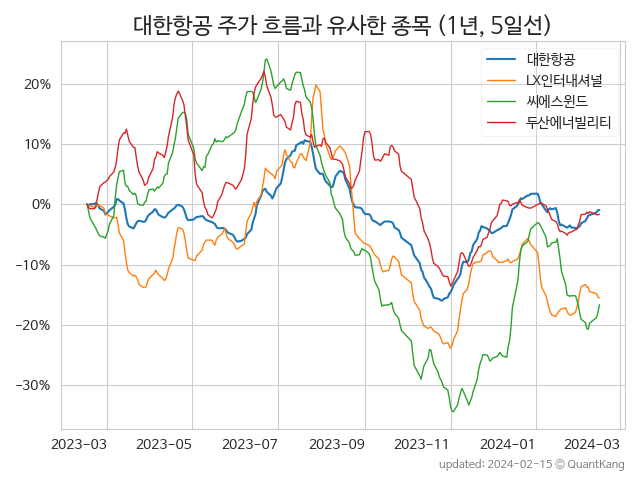 대한항공 주가 흐름과 유사한 종목 (1년, 5일선)
대한항공
LX인터내셔널
씨에스윈드
두산에너빌리티
20%
10%
0%
−10%
−20%
−30%
2023−03 2023−05 2023−07 2023−09 2023−11 2024−01 2024−03
updated: 2024-02-15 © QuantKang